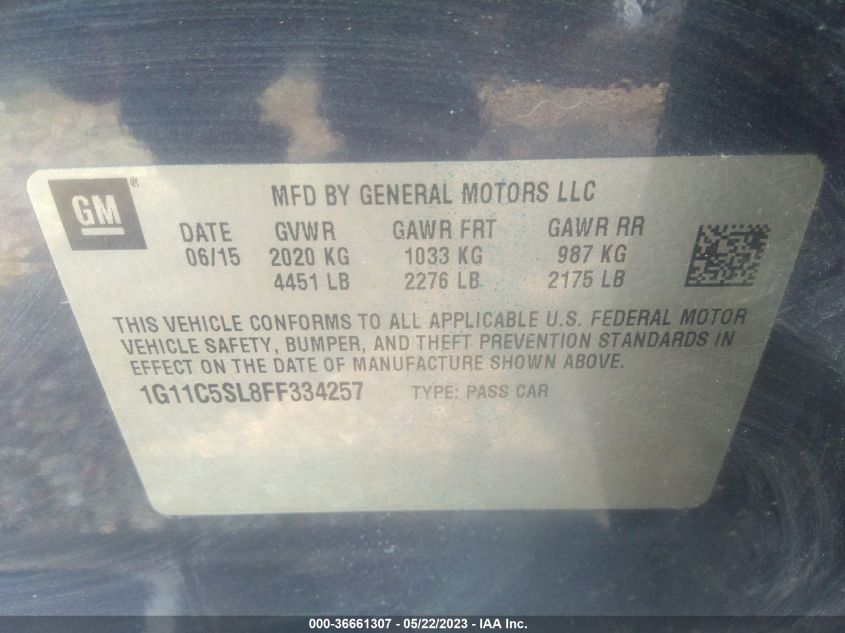 GM ®
MFD BY GENERAL MOTORS LLC
DATE GVWR GAWR FRT GAWR RR
06/15 2020 KG 1033 KG 987 KG
4451 LB 2276 LB 2175 LB
THIS VEHICLE CONFORMS TO ALL APPLICABLE U.S. FEDERAL MOTOR
VEHICLE SAFETY, BUMPER, AND THEFT PREVENTION STANDARDS IN
EFFECT ON THE DATE OF MANUFACTURE SHOWN ABOVE.
1G11C5SL8FF334257 TYPE: PASS CAR
000-36661307 - 05/22/2023 - IAA Inc.